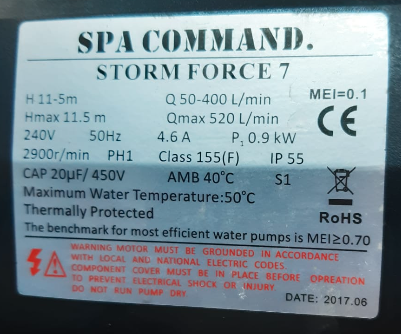 SPA COMMAND.
STORM FORCE 7
H 11-5m Q 50-400 L/min MEI=0.1
Hmax 11.5 m Qmax 520 L/min CE
240V 50Hz 4.6 A P₁ 0.9 kW
2900r/min PH1 Class 155(F) IP 55
CAP 20µF/ 450V AMB 40°C S1
Maximum Water Temperature:50°C
Thermally Protected RoHS
The benchmark for most efficient water pumps is MEI≥0.70
WARNING MOTOR MUST BE GROUNDED IN ACCORDANCE
WITH LOCAL AND NATIONAL ELECTRIC CODES.
COMPONENT COVER MUST BE IN PLACE BEFORE OPREATION
TO PREVENT ELECTRICAL SHOCK OR INJURY.
DO NOT RUN PUMP DRY
DATE: 2017.06